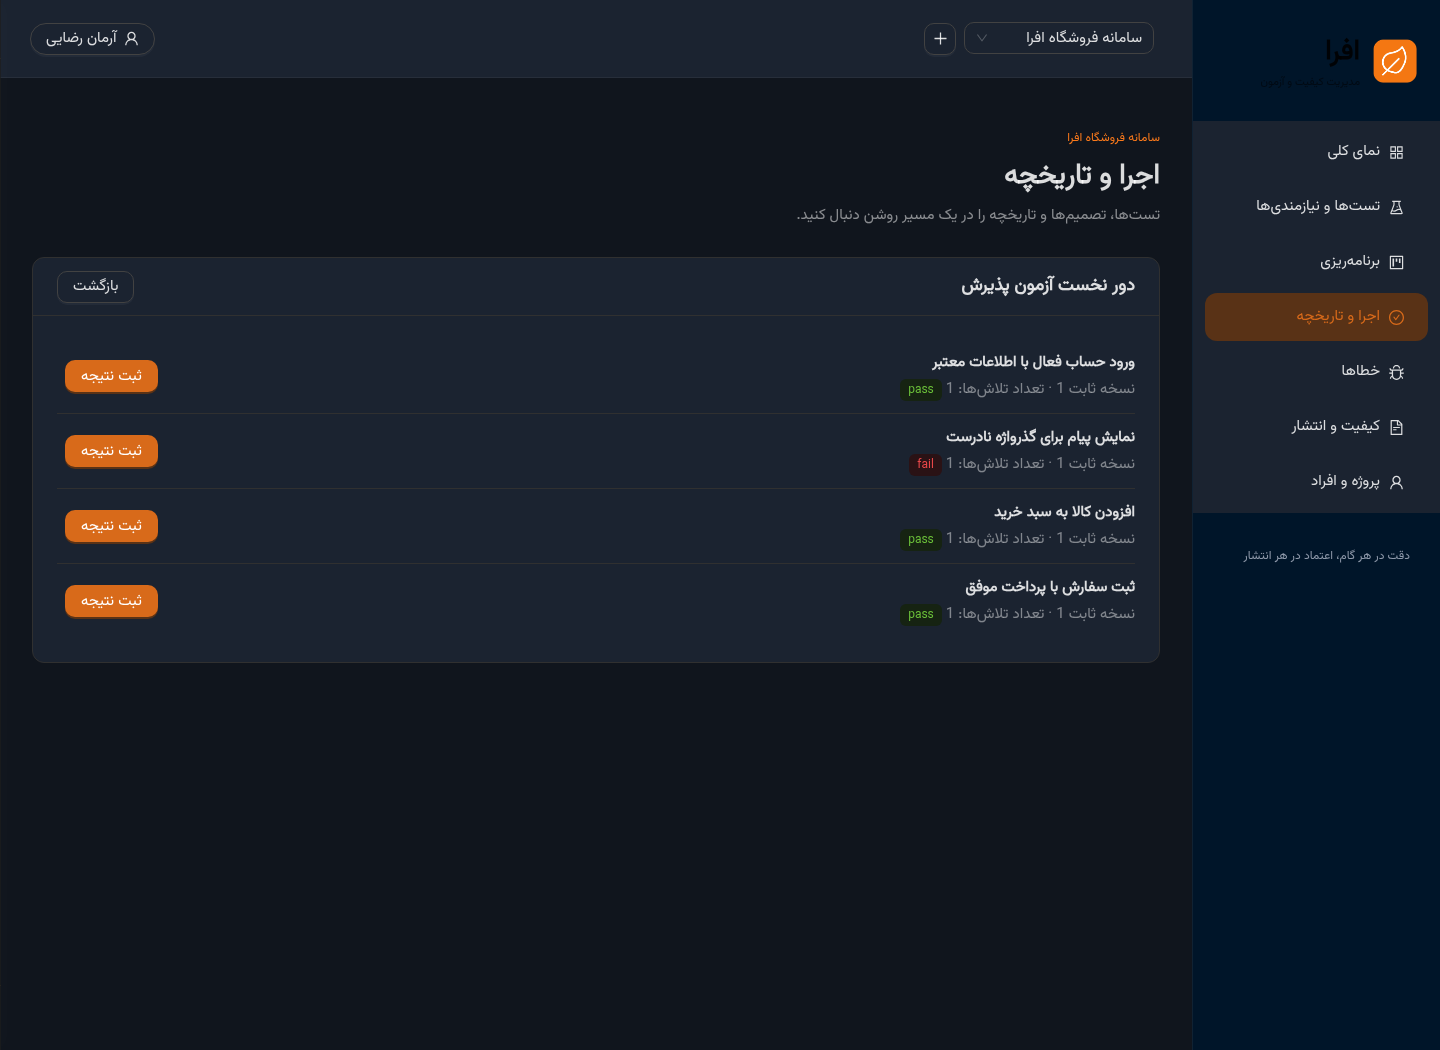 افرا
مدیریت کیفیت و آزمون
نمای کلی
تست‌ها و نیازمندی‌ها
برنامه‌ریزی
اجرا و تاریخچه
خطاها
کیفیت و انتشار
پروژه و افراد
دقت در هر گام، اعتماد در هر انتشار
سامانه فروشگاه افرا
آرمان رضایی
سامانه فروشگاه افرا
اجرا و تاریخچه
تست‌ها، تصمیم‌ها و تاریخچه را در یک مسیر روشن دنبال کنید.
دور نخست آزمون پذیرش
بازگشت
ورود حساب فعال با اطلاعات معتبر
نسخه ثابت 1 · تعداد تلاش‌ها: 1 pass
ثبت نتیجه
نمایش پیام برای گذرواژه نادرست
نسخه ثابت 1 · تعداد تلاش‌ها: 1 fail
ثبت نتیجه
افزودن کالا به سبد خرید
نسخه ثابت 1 · تعداد تلاش‌ها: 1 pass
ثبت نتیجه
ثبت سفارش با پرداخت موفق
نسخه ثابت 1 · تعداد تلاش‌ها: 1 pass
ثبت نتیجه